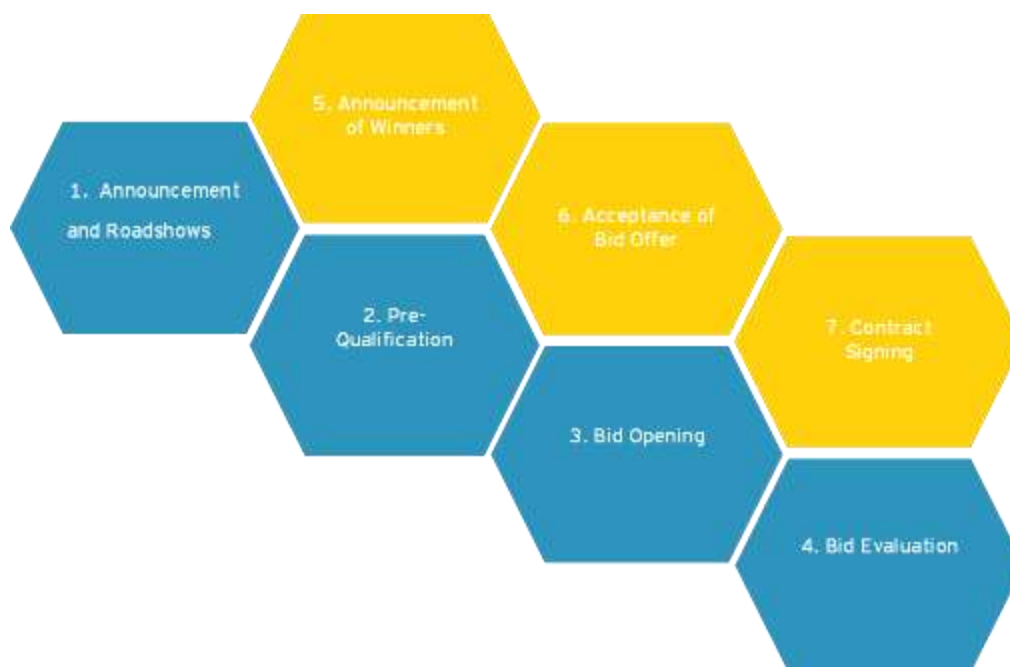 1. Announcement
and Roadshows
2. Pre-
Qualification
3. Bid Opening
4. Bid Evaluation
5. Announcement
of Winners
6. Acceptance of
Bid Offer
7. Contract
Signing